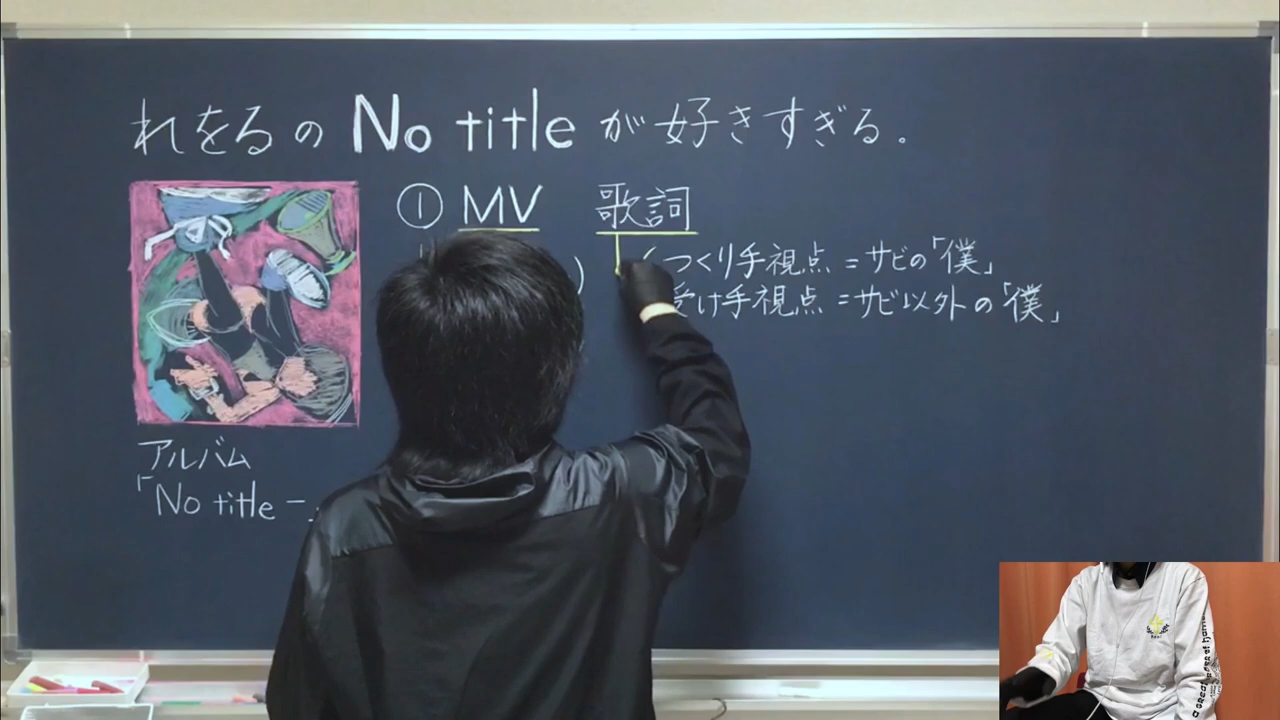 れをるの No title が好きすぎる。
① MV 歌詞
つくり手視点 = サビの「僕」
受け手視点 = サビ以外の「僕」
アルバム
「No title -